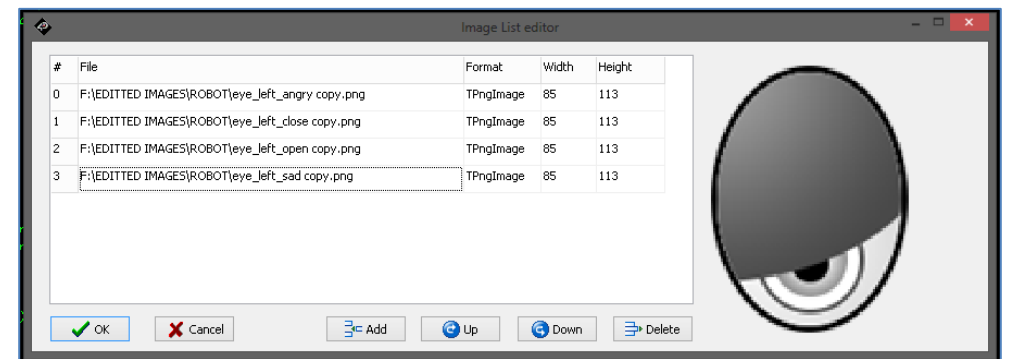 Image List editor
# File Format Width Height
0 F:\EDITTED IMAGES\ROBOT\eye_left_angry copy.png TPngImage 85 113
1 F:\EDITTED IMAGES\ROBOT\eye_left_close copy.png TPngImage 85 113
2 F:\EDITTED IMAGES\ROBOT\eye_left_open copy.png TPngImage 85 113
3 F:\EDITTED IMAGES\ROBOT\eye_left_sad copy.png TPngImage 85 113
OK Cancel Add Up Down Delete